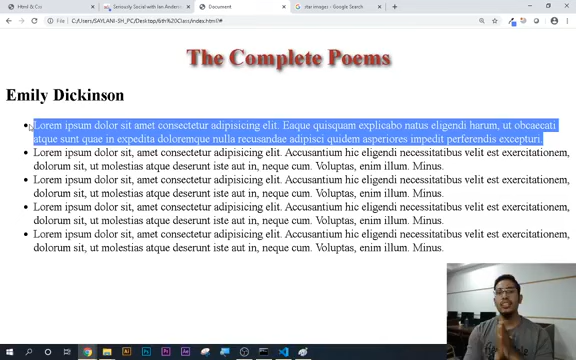 Html & Css
Seriously Social with Ian Anders
Document
star images - Google Search
File
C:/Users/SAYLANI-SH_PC/Desktop/6th%20Class/index.html#
The Complete Poems
Emily Dickinson
Lorem ipsum dolor sit amet consectetur adipisicing elit. Eaque quisquam explicabo natus eligendi harum, ut obcaecati
atque sunt quae in expedita doloremque nulla recusandae adipisci quidem asperiores impedit perferendis excepturi.
Lorem ipsum dolor sit, amet consectetur adipisicing elit. Accusantium hic eligendi necessitatibus velit est exercitationem,
dolorum sit, ut molestias atque deserunt iste aut in, neque cum. Voluptas, enim illum. Minus.
Lorem ipsum dolor sit, amet consectetur adipisicing elit. Accusantium hic eligendi necessitatibus velit est exercitationem,
dolorum sit, ut molestias atque deserunt iste aut in, neque cum. Voluptas, enim illum. Minus.
Lorem ipsum dolor sit, amet consectetur adipisicing elit. Accusantium hic eligendi necessitatibus velit est exercitationem,
dolorum sit, ut molestias atque deserunt iste aut in, neque cum. Voluptas, enim illum. Minus.
Lorem ipsum dolor sit, amet consectetur adipisicing elit. Accusantium hic eligendi necessitatibus velit est exercitationem,
dolorum sit, ut molestias atque deserunt iste aut in, neque cum. Voluptas, enim illum. Minus.